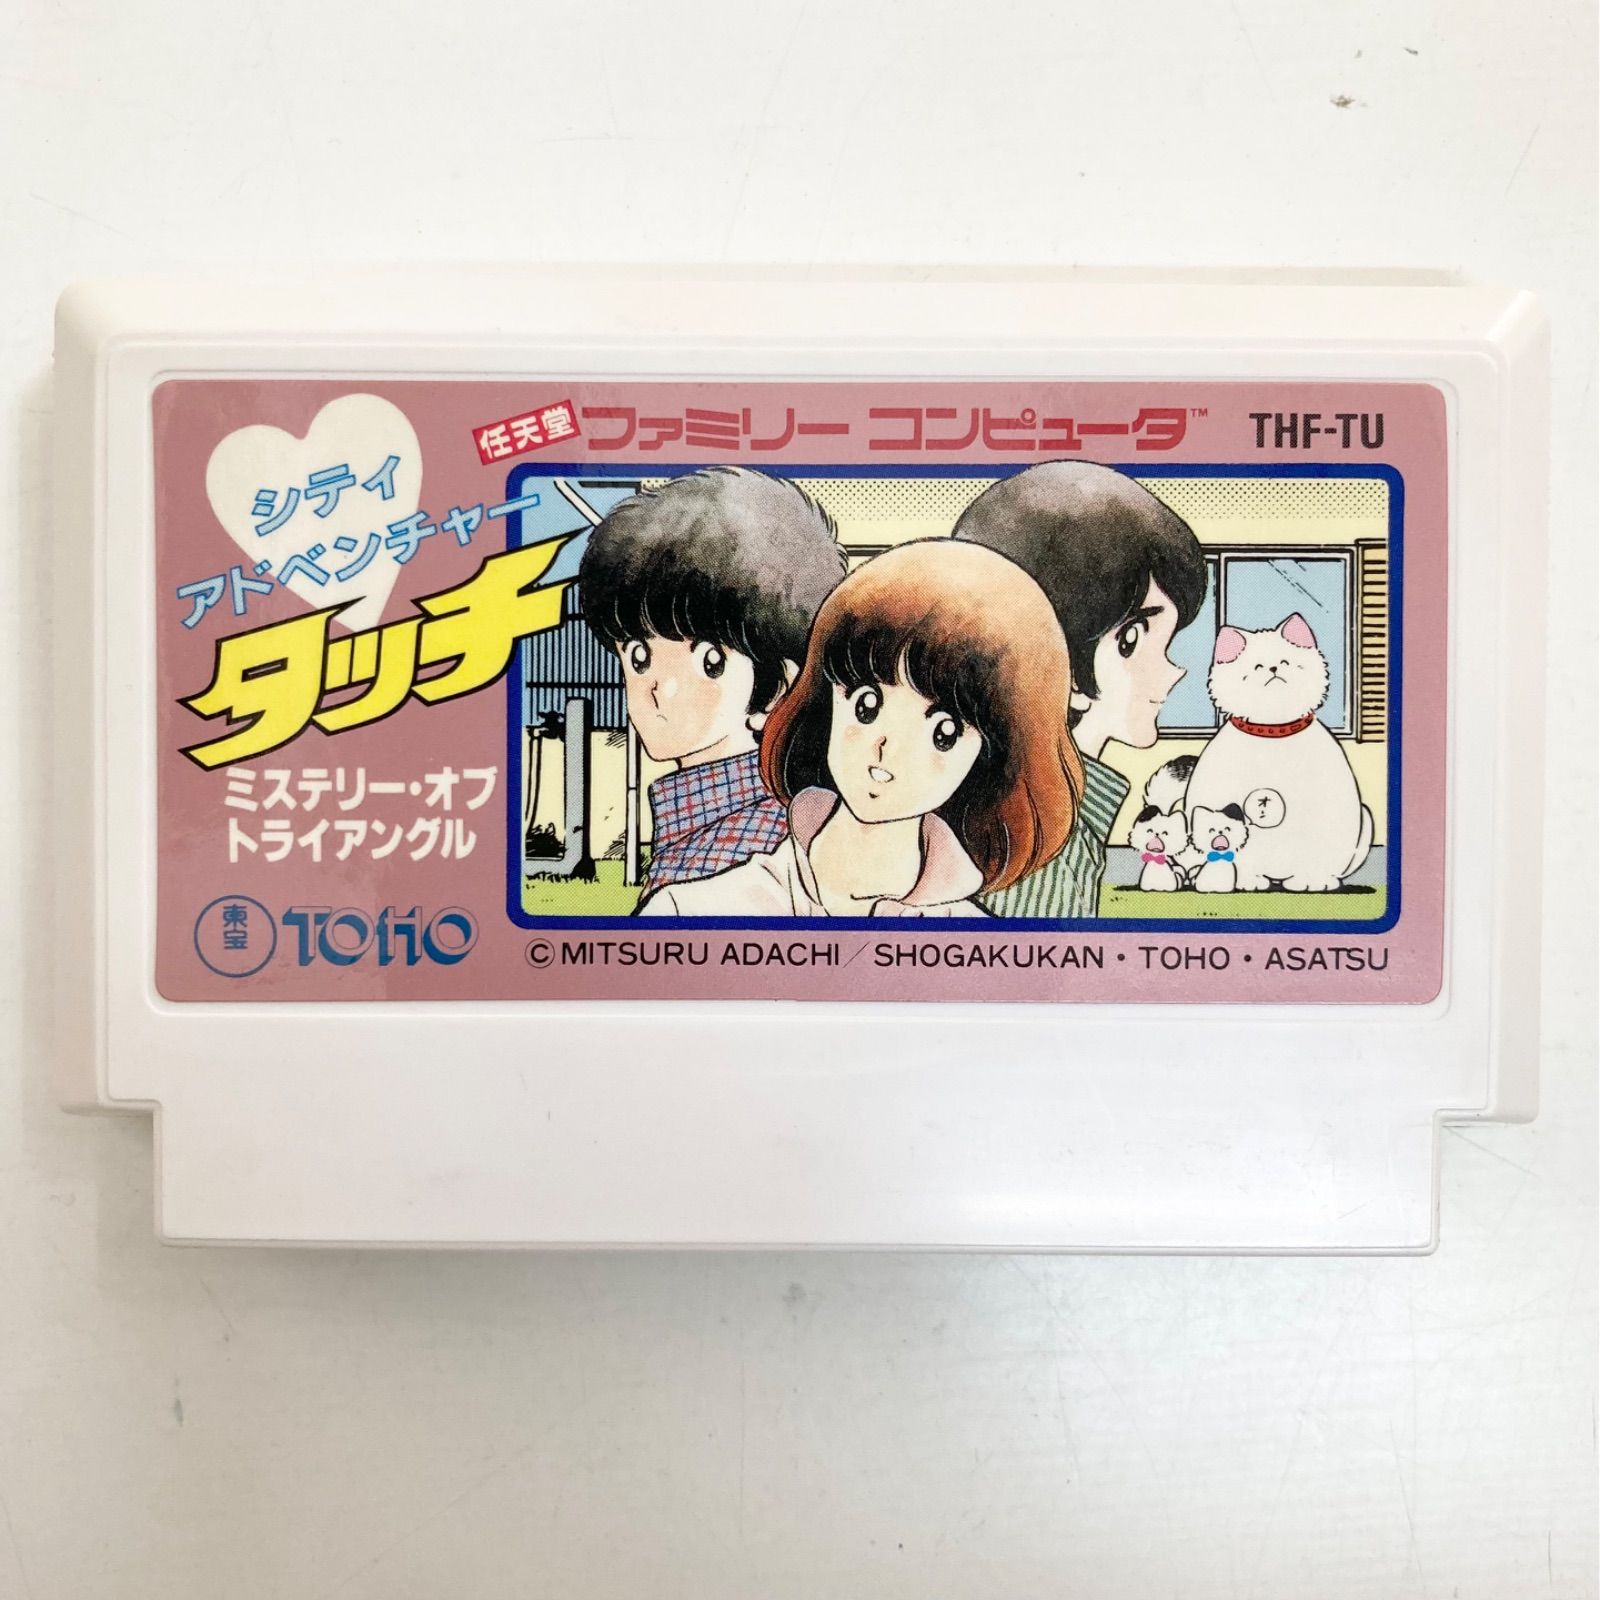 任天堂 ファミリー コンピュータ™ THF-TU
シティ
アドベンチャー
タッチ
ミステリー・オブ
トライアングル
東宝 TOHO
©MITSURU ADACHI／SHOGAKUKAN・TOHO・ASATSU